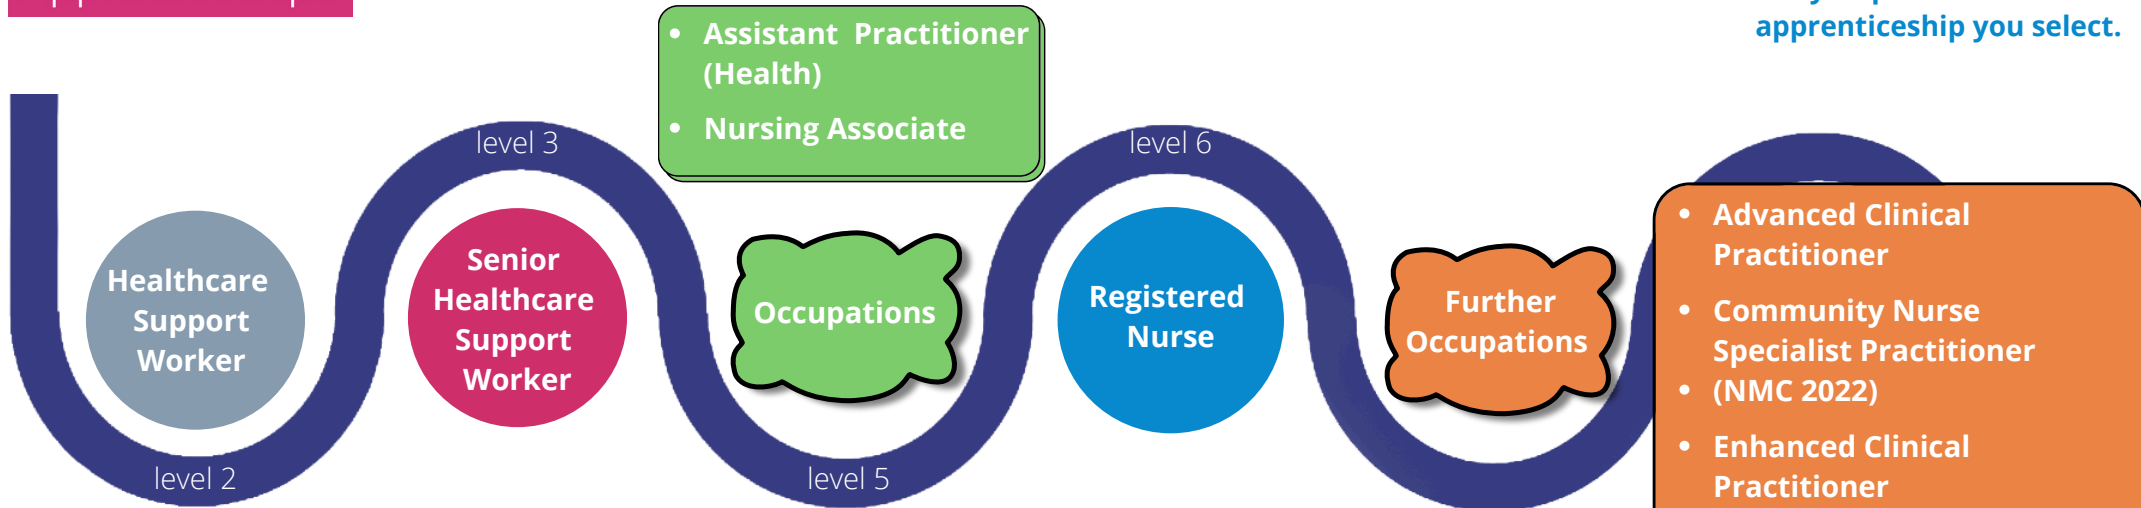 apprenticeship you select.
• Assistant Practitioner
(Health)
• Nursing Associate
level 3
level 6
Healthcare
Support
Worker
Senior
Healthcare
Support
Worker
Occupations
Registered
Nurse
Further
Occupations
• Advanced Clinical
Practitioner
• Community Nurse
Specialist Practitioner
• (NMC 2022)
• Enhanced Clinical
Practitioner
level 2
level 5